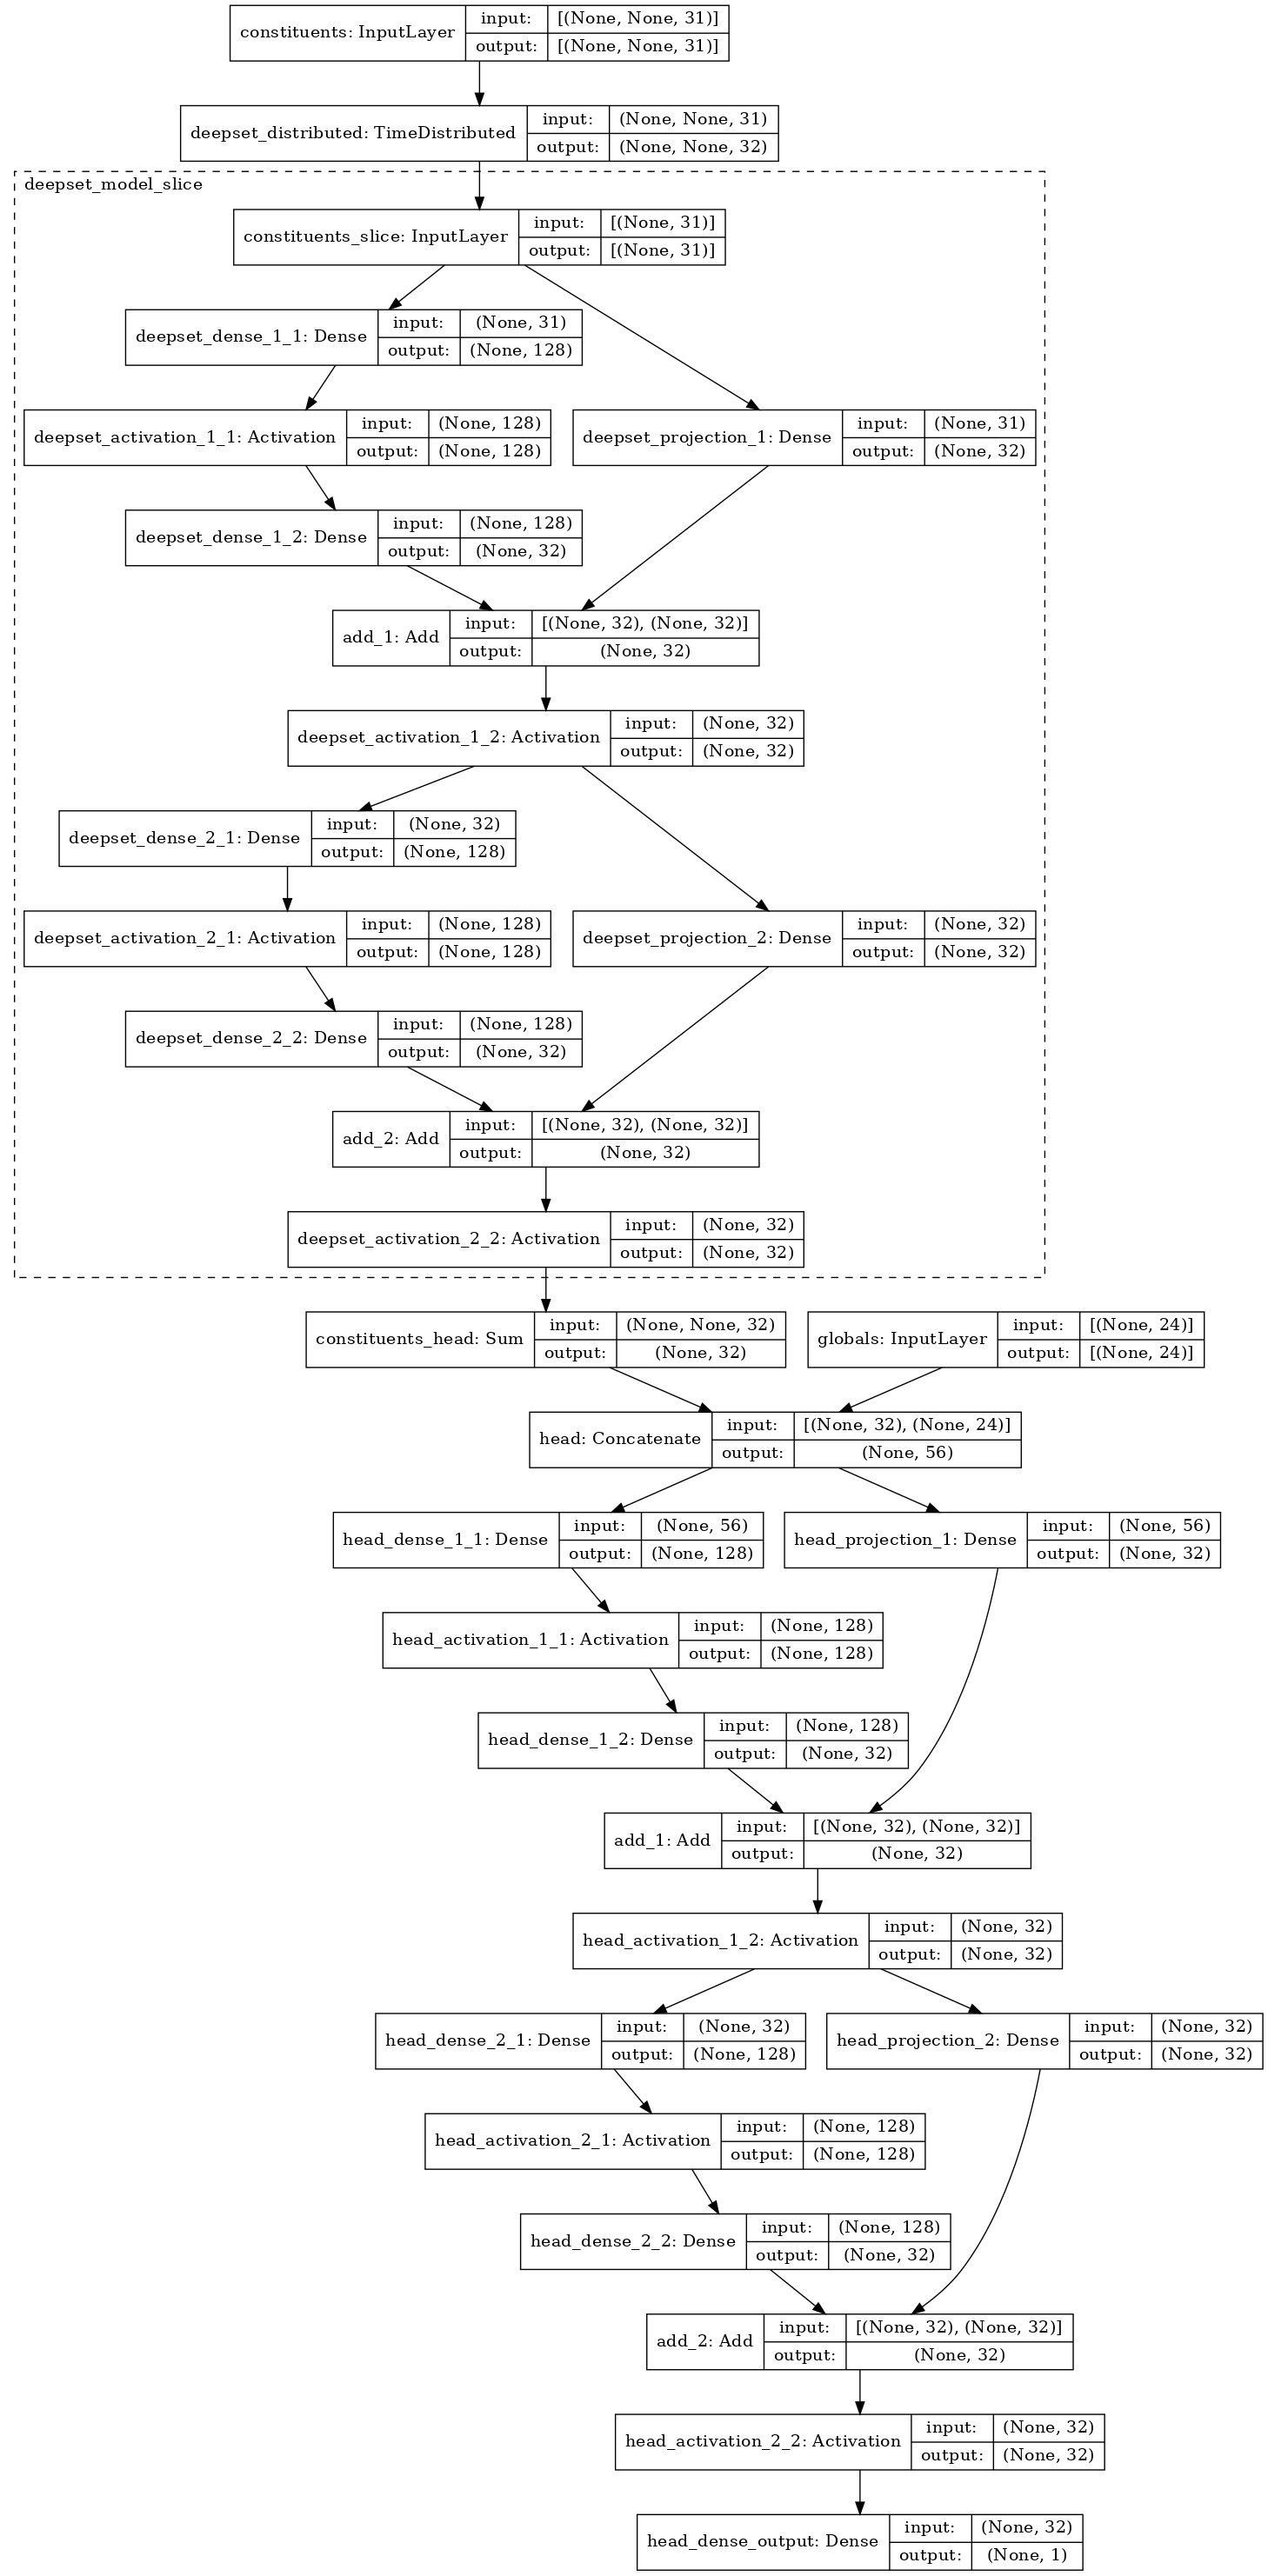 constituents: InputLayer
input: [(None, None, 31)]
output: [(None, None, 31)]
deepset_distributed: TimeDistributed
input: (None, None, 31)
output: (None, None, 32)
deepset_model_slice
constituents_slice: InputLayer
input: [(None, 31)]
output: [(None, 31)]
deepset_dense_1_1: Dense
input: (None, 31)
output: (None, 128)
deepset_activation_1_1: Activation
input: (None, 128)
output: (None, 128)
deepset_projection_1: Dense
input: (None, 31)
output: (None, 32)
deepset_dense_1_2: Dense
input: (None, 128)
output: (None, 32)
add_1: Add
input: [(None, 32), (None, 32)]
output: (None, 32)
deepset_activation_1_2: Activation
input: (None, 32)
output: (None, 32)
deepset_dense_2_1: Dense
input: (None, 32)
output: (None, 128)
deepset_activation_2_1: Activation
input: (None, 128)
output: (None, 128)
deepset_projection_2: Dense
input: (None, 32)
output: (None, 32)
deepset_dense_2_2: Dense
input: (None, 128)
output: (None, 32)
add_2: Add
input: [(None, 32), (None, 32)]
output: (None, 32)
deepset_activation_2_2: Activation
input: (None, 32)
output: (None, 32)
constituents_head: Sum
input: (None, None, 32)
output: (None, 32)
globals: InputLayer
input: [(None, 24)]
output: [(None, 24)]
head: Concatenate
input: [(None, 32), (None, 24)]
output: (None, 56)
head_dense_1_1: Dense
input: (None, 56)
output: (None, 128)
head_projection_1: Dense
input: (None, 56)
output: (None, 32)
head_activation_1_1: Activation
input: (None, 128)
output: (None, 128)
head_dense_1_2: Dense
input: (None, 128)
output: (None, 32)
add_1: Add
input: [(None, 32), (None, 32)]
output: (None, 32)
head_activation_1_2: Activation
input: (None, 32)
output: (None, 32)
head_dense_2_1: Dense
input: (None, 32)
output: (None, 128)
head_projection_2: Dense
input: (None, 32)
output: (None, 32)
head_activation_2_1: Activation
input: (None, 128)
output: (None, 128)
head_dense_2_2: Dense
input: (None, 128)
output: (None, 32)
add_2: Add
input: [(None, 32), (None, 32)]
output: (None, 32)
head_activation_2_2: Activation
input: (None, 32)
output: (None, 32)
head_dense_output: Dense
input: (None, 32)
output: (None, 1)